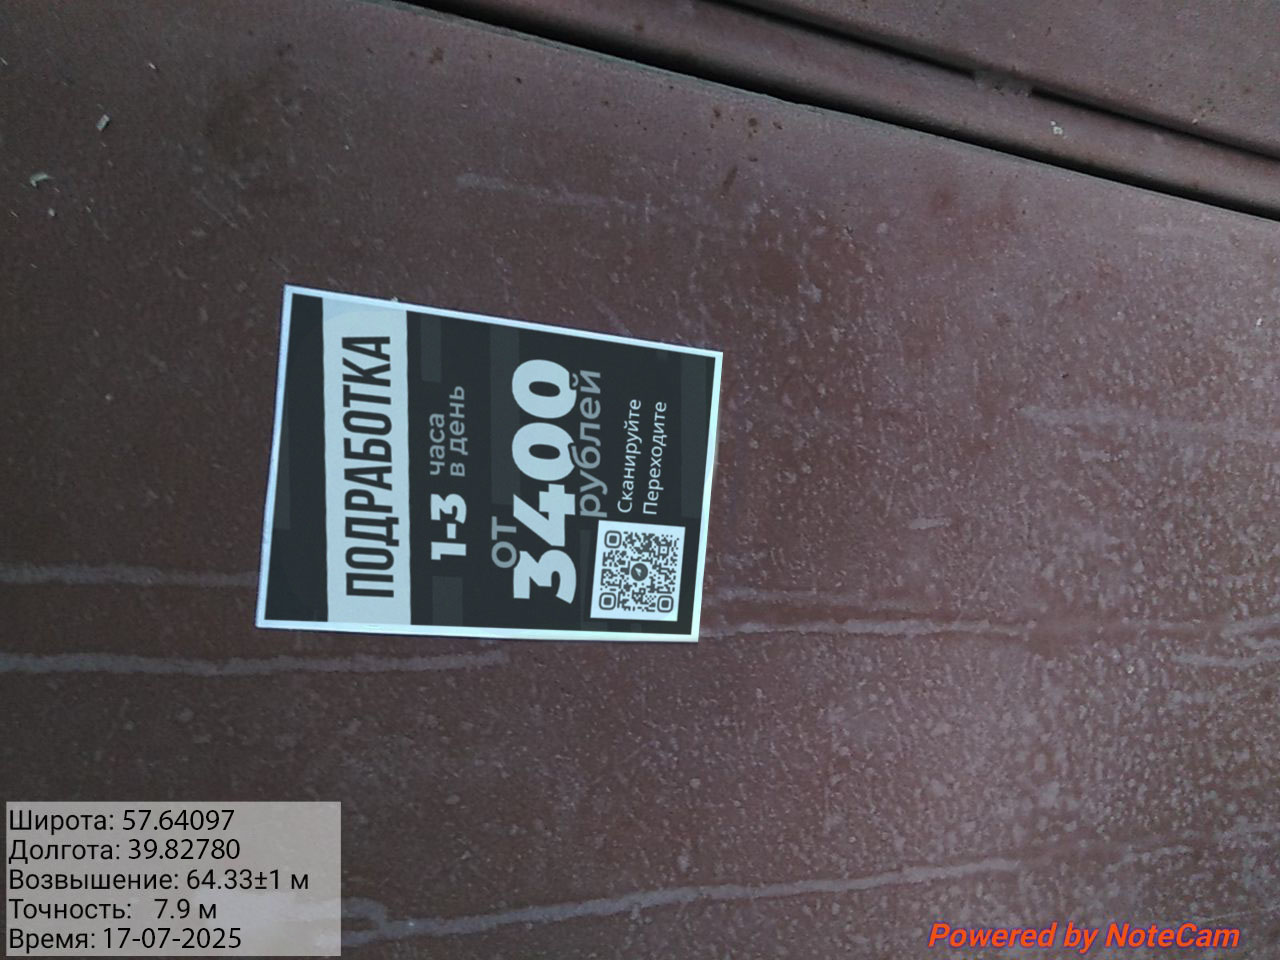 ПОДРАБОТКА
1-3 часа
в день
от
3400
рублей
Сканируйте
Переходите
Широта: 57.64097
Долгота: 39.82780
Возвышение: 64.33±1 м
Точность: 7.9 м
Время: 17-07-2025
Powered by NoteCam